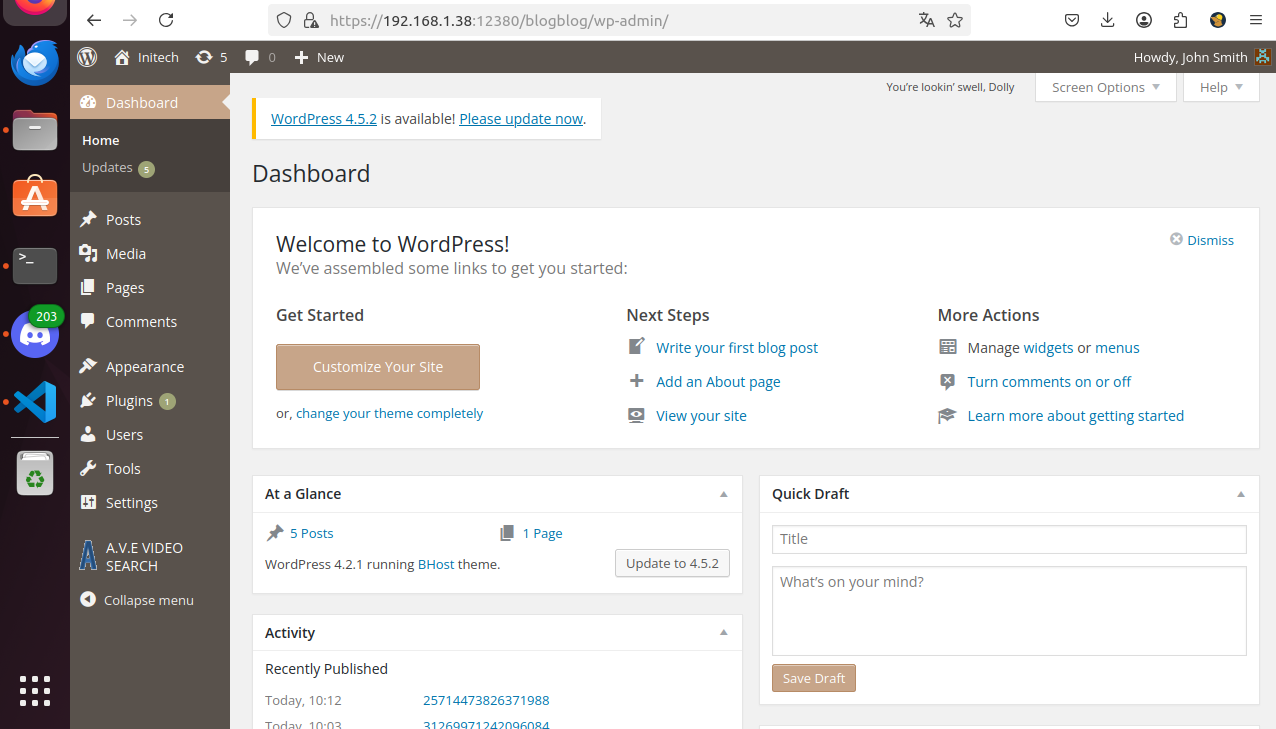 https://192.168.1.38:12380/blogblog/wp-admin/
Initech 5 0 New
Howdy, John Smith
Dashboard
Home
Updates 5
Posts
Media
Pages
Comments
Appearance
Plugins 1
Users
Tools
Settings
A.V.E VIDEO
SEARCH
Collapse menu
203
>_
You're lookin' swell, Dolly
Screen Options
Help
WordPress 4.5.2 is available! Please update now.
Dashboard
Welcome to WordPress!
We've assembled some links to get you started:
Dismiss
Get Started
Customize Your Site
or, change your theme completely
Next Steps
Write your first blog post
Add an About page
View your site
More Actions
Manage widgets or menus
Turn comments on or off
Learn more about getting started
At a Glance
5 Posts
1 Page
WordPress 4.2.1 running BHost theme.
Update to 4.5.2
Activity
Recently Published
Today, 10:12 25714473826371988
Today, 10:03 31269971242096084
Quick Draft
Title
What's on your mind?
Save Draft